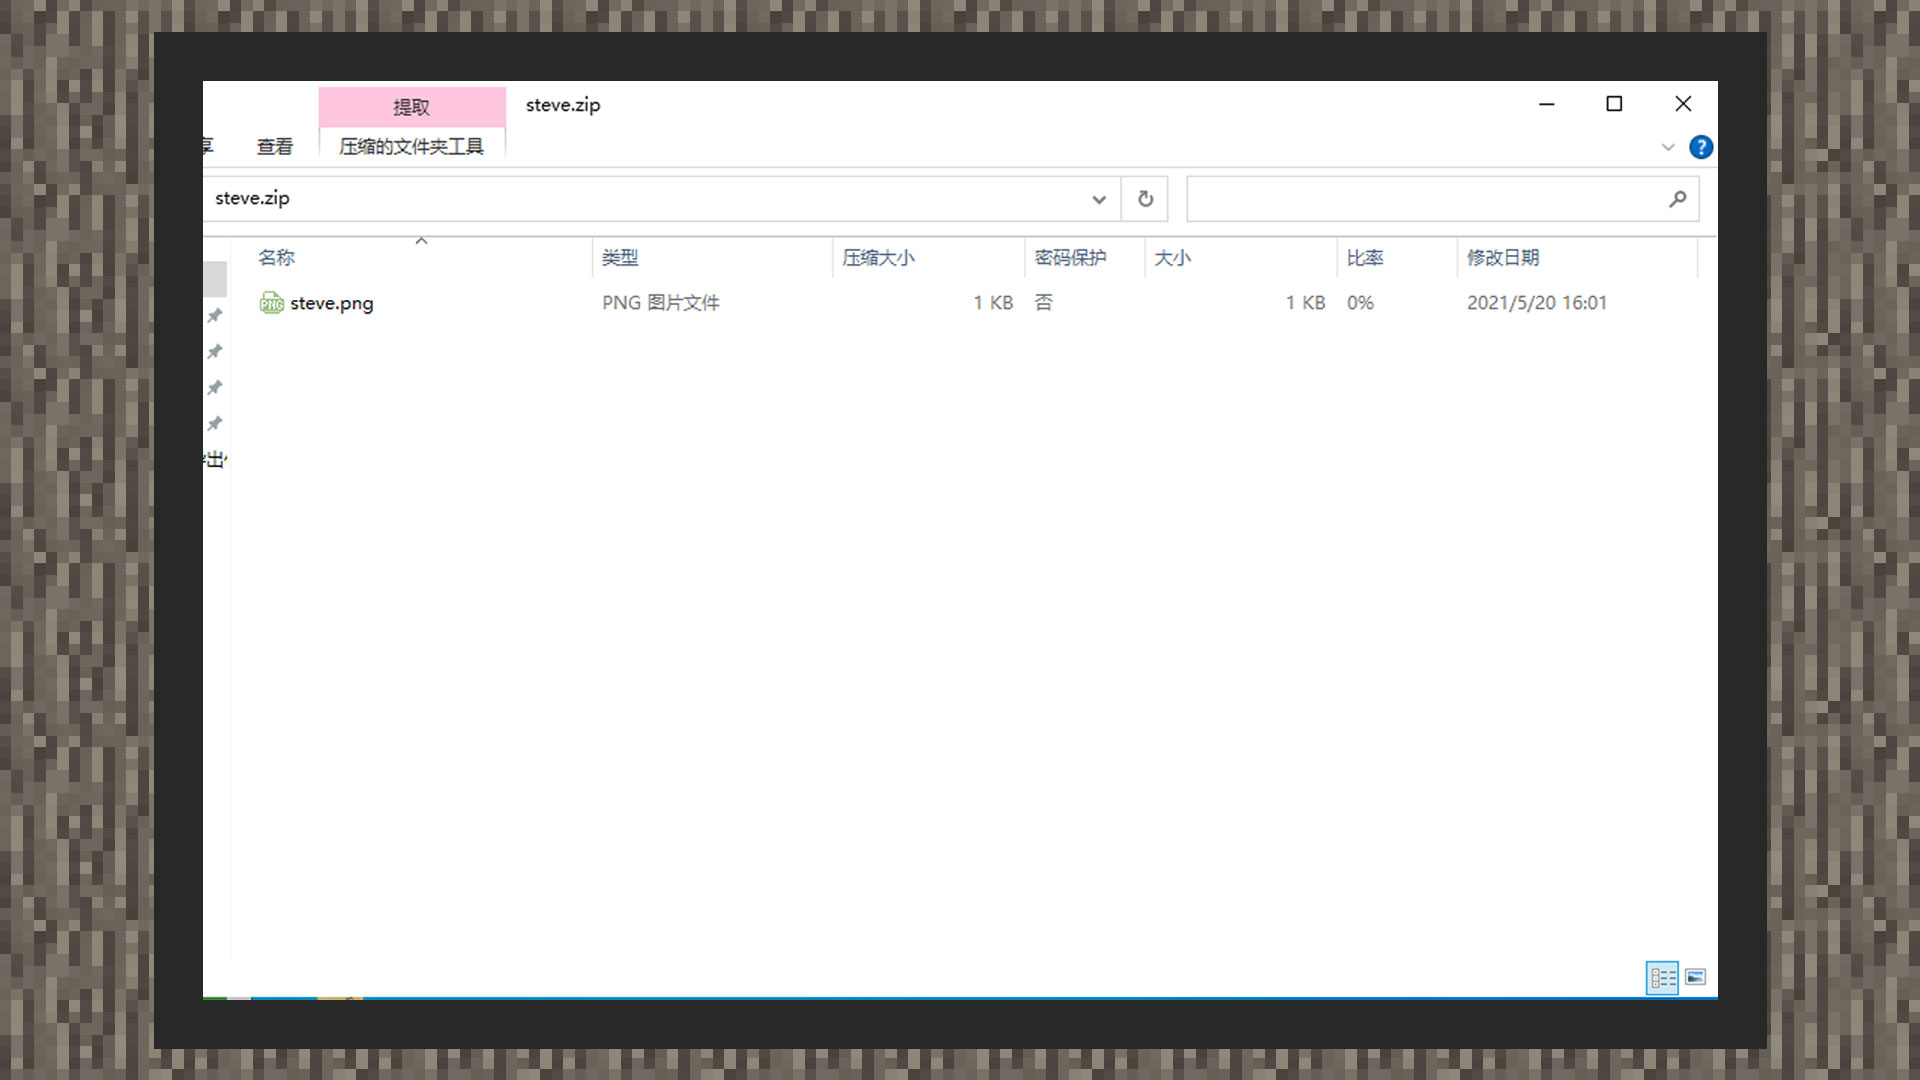 提取
steve.zip
享 查看 压缩的文件夹工具
steve.zip
名称 类型 压缩大小 密码保护 大小 比率 修改日期
steve.png PNG 图片文件 1 KB 否 1 KB 0% 2021/5/20 16:01
出